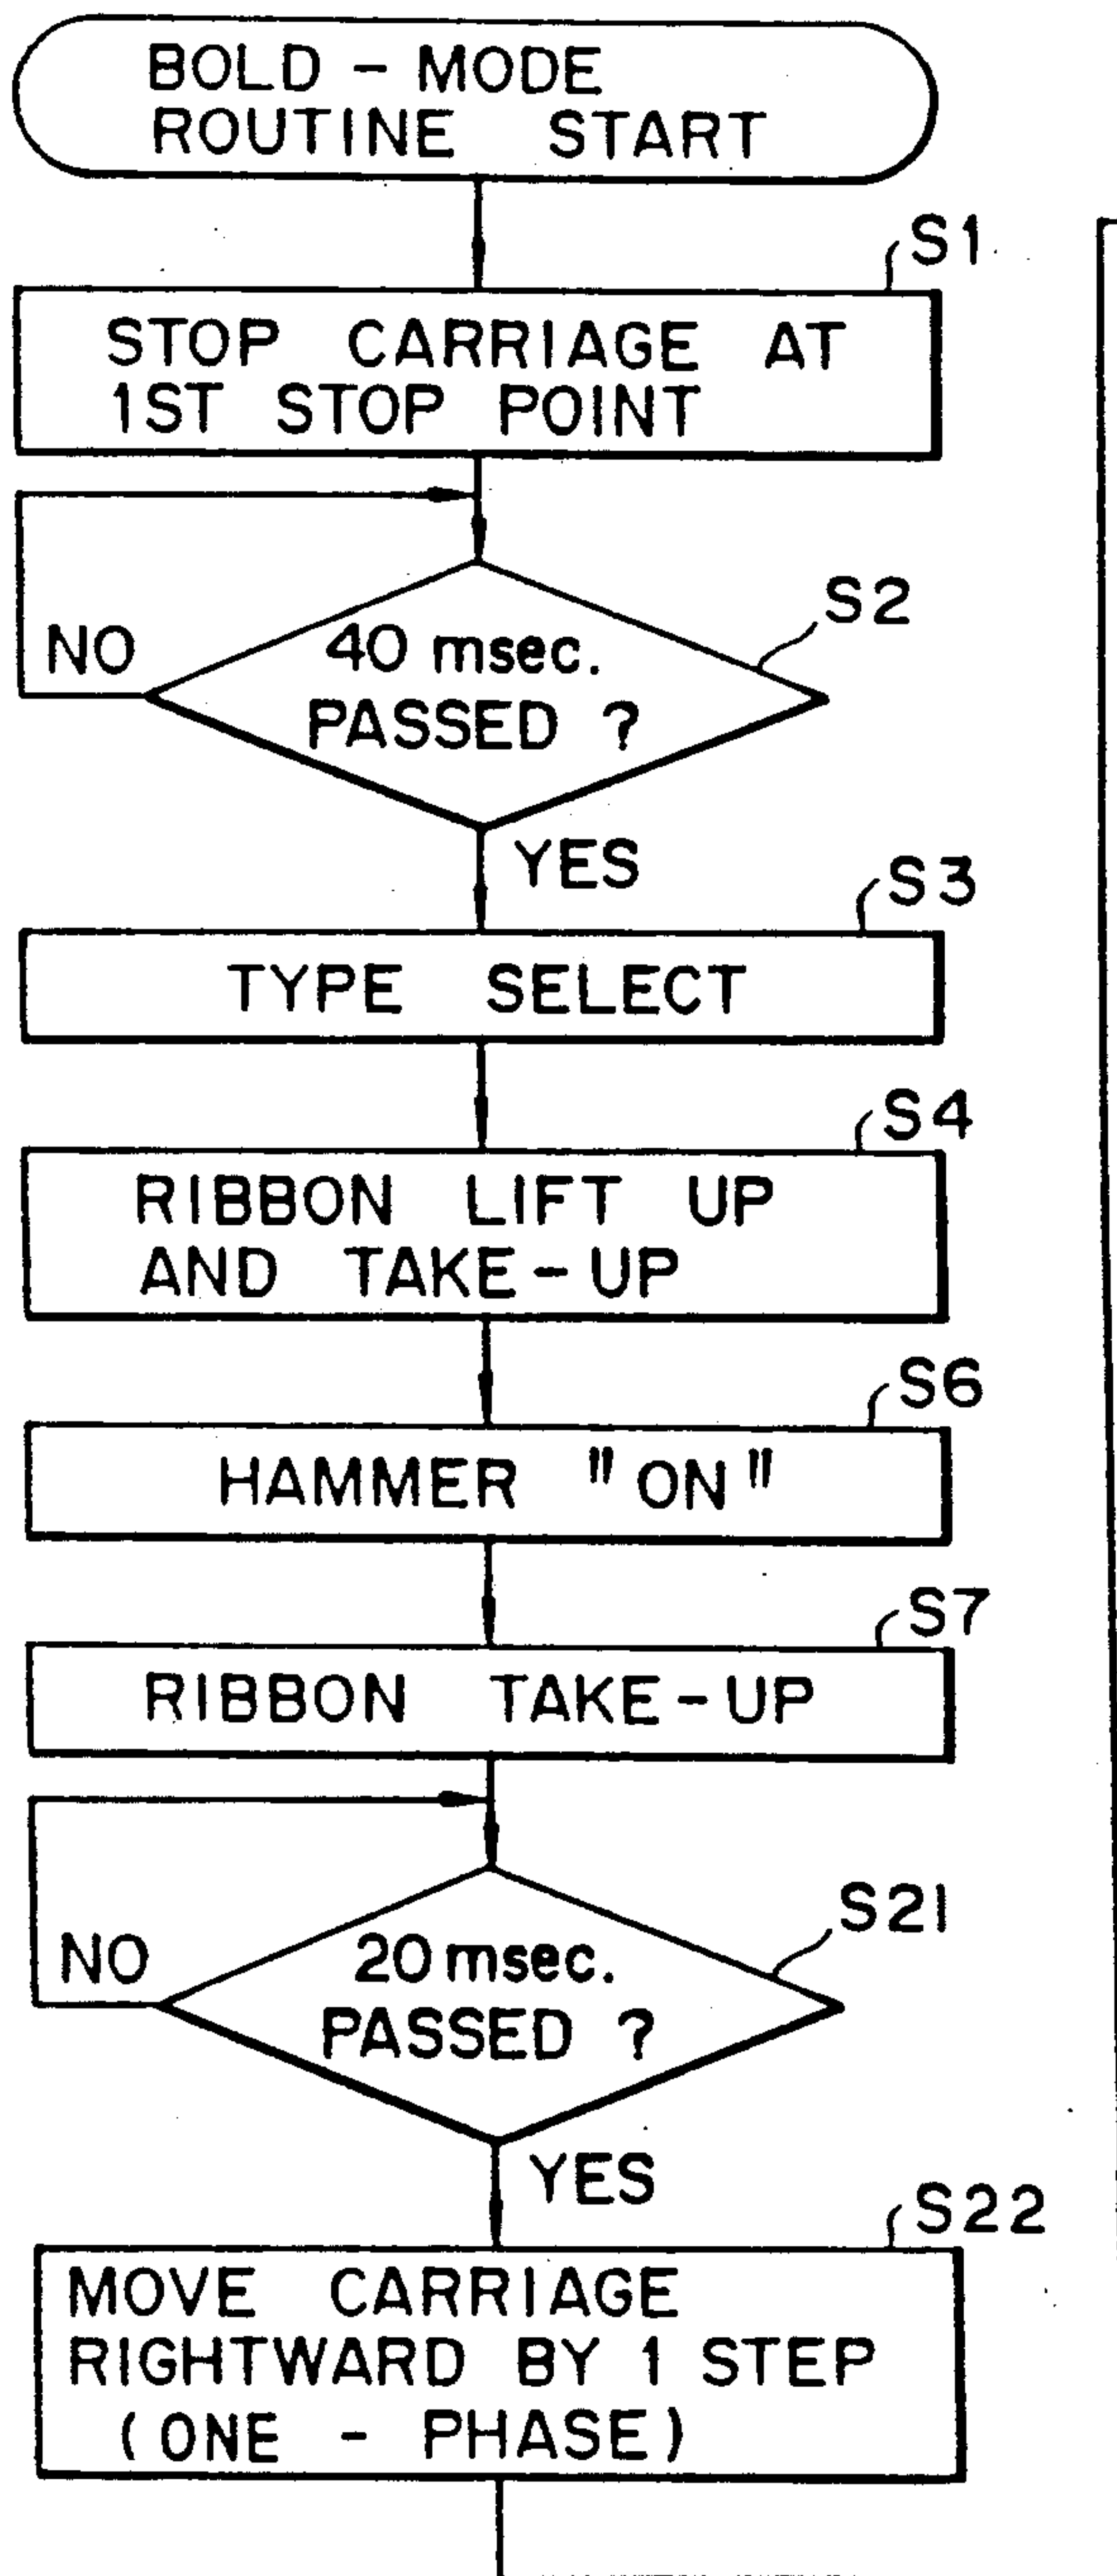 BOLD - MODE
ROUTINE START
S1
STOP CARRIAGE AT
1ST STOP POINT
S2
NO
40 msec.
PASSED ?
YES
S3
TYPE SELECT
S4
RIBBON LIFT UP
AND TAKE-UP
S6
HAMMER "ON"
S7
RIBBON TAKE-UP
S21
NO
20 msec.
PASSED ?
YES
S22
MOVE CARRIAGE
RIGHTWARD BY 1 STEP
(ONE - PHASE)